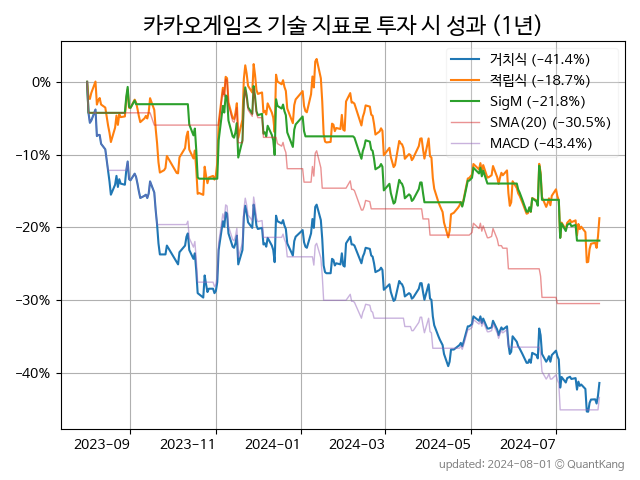 카카오게임즈 기술 지표로 투자 시 성과 (1년)
거치식 (−41.4%)
적립식 (−18.7%)
SigM (−21.8%)
SMA(20) (−30.5%)
MACD (−43.4%)
0%
−10%
−20%
−30%
−40%
2023-09 2023-11 2024-01 2024-03 2024-05 2024-07
updated: 2024-08-01 © QuantKang